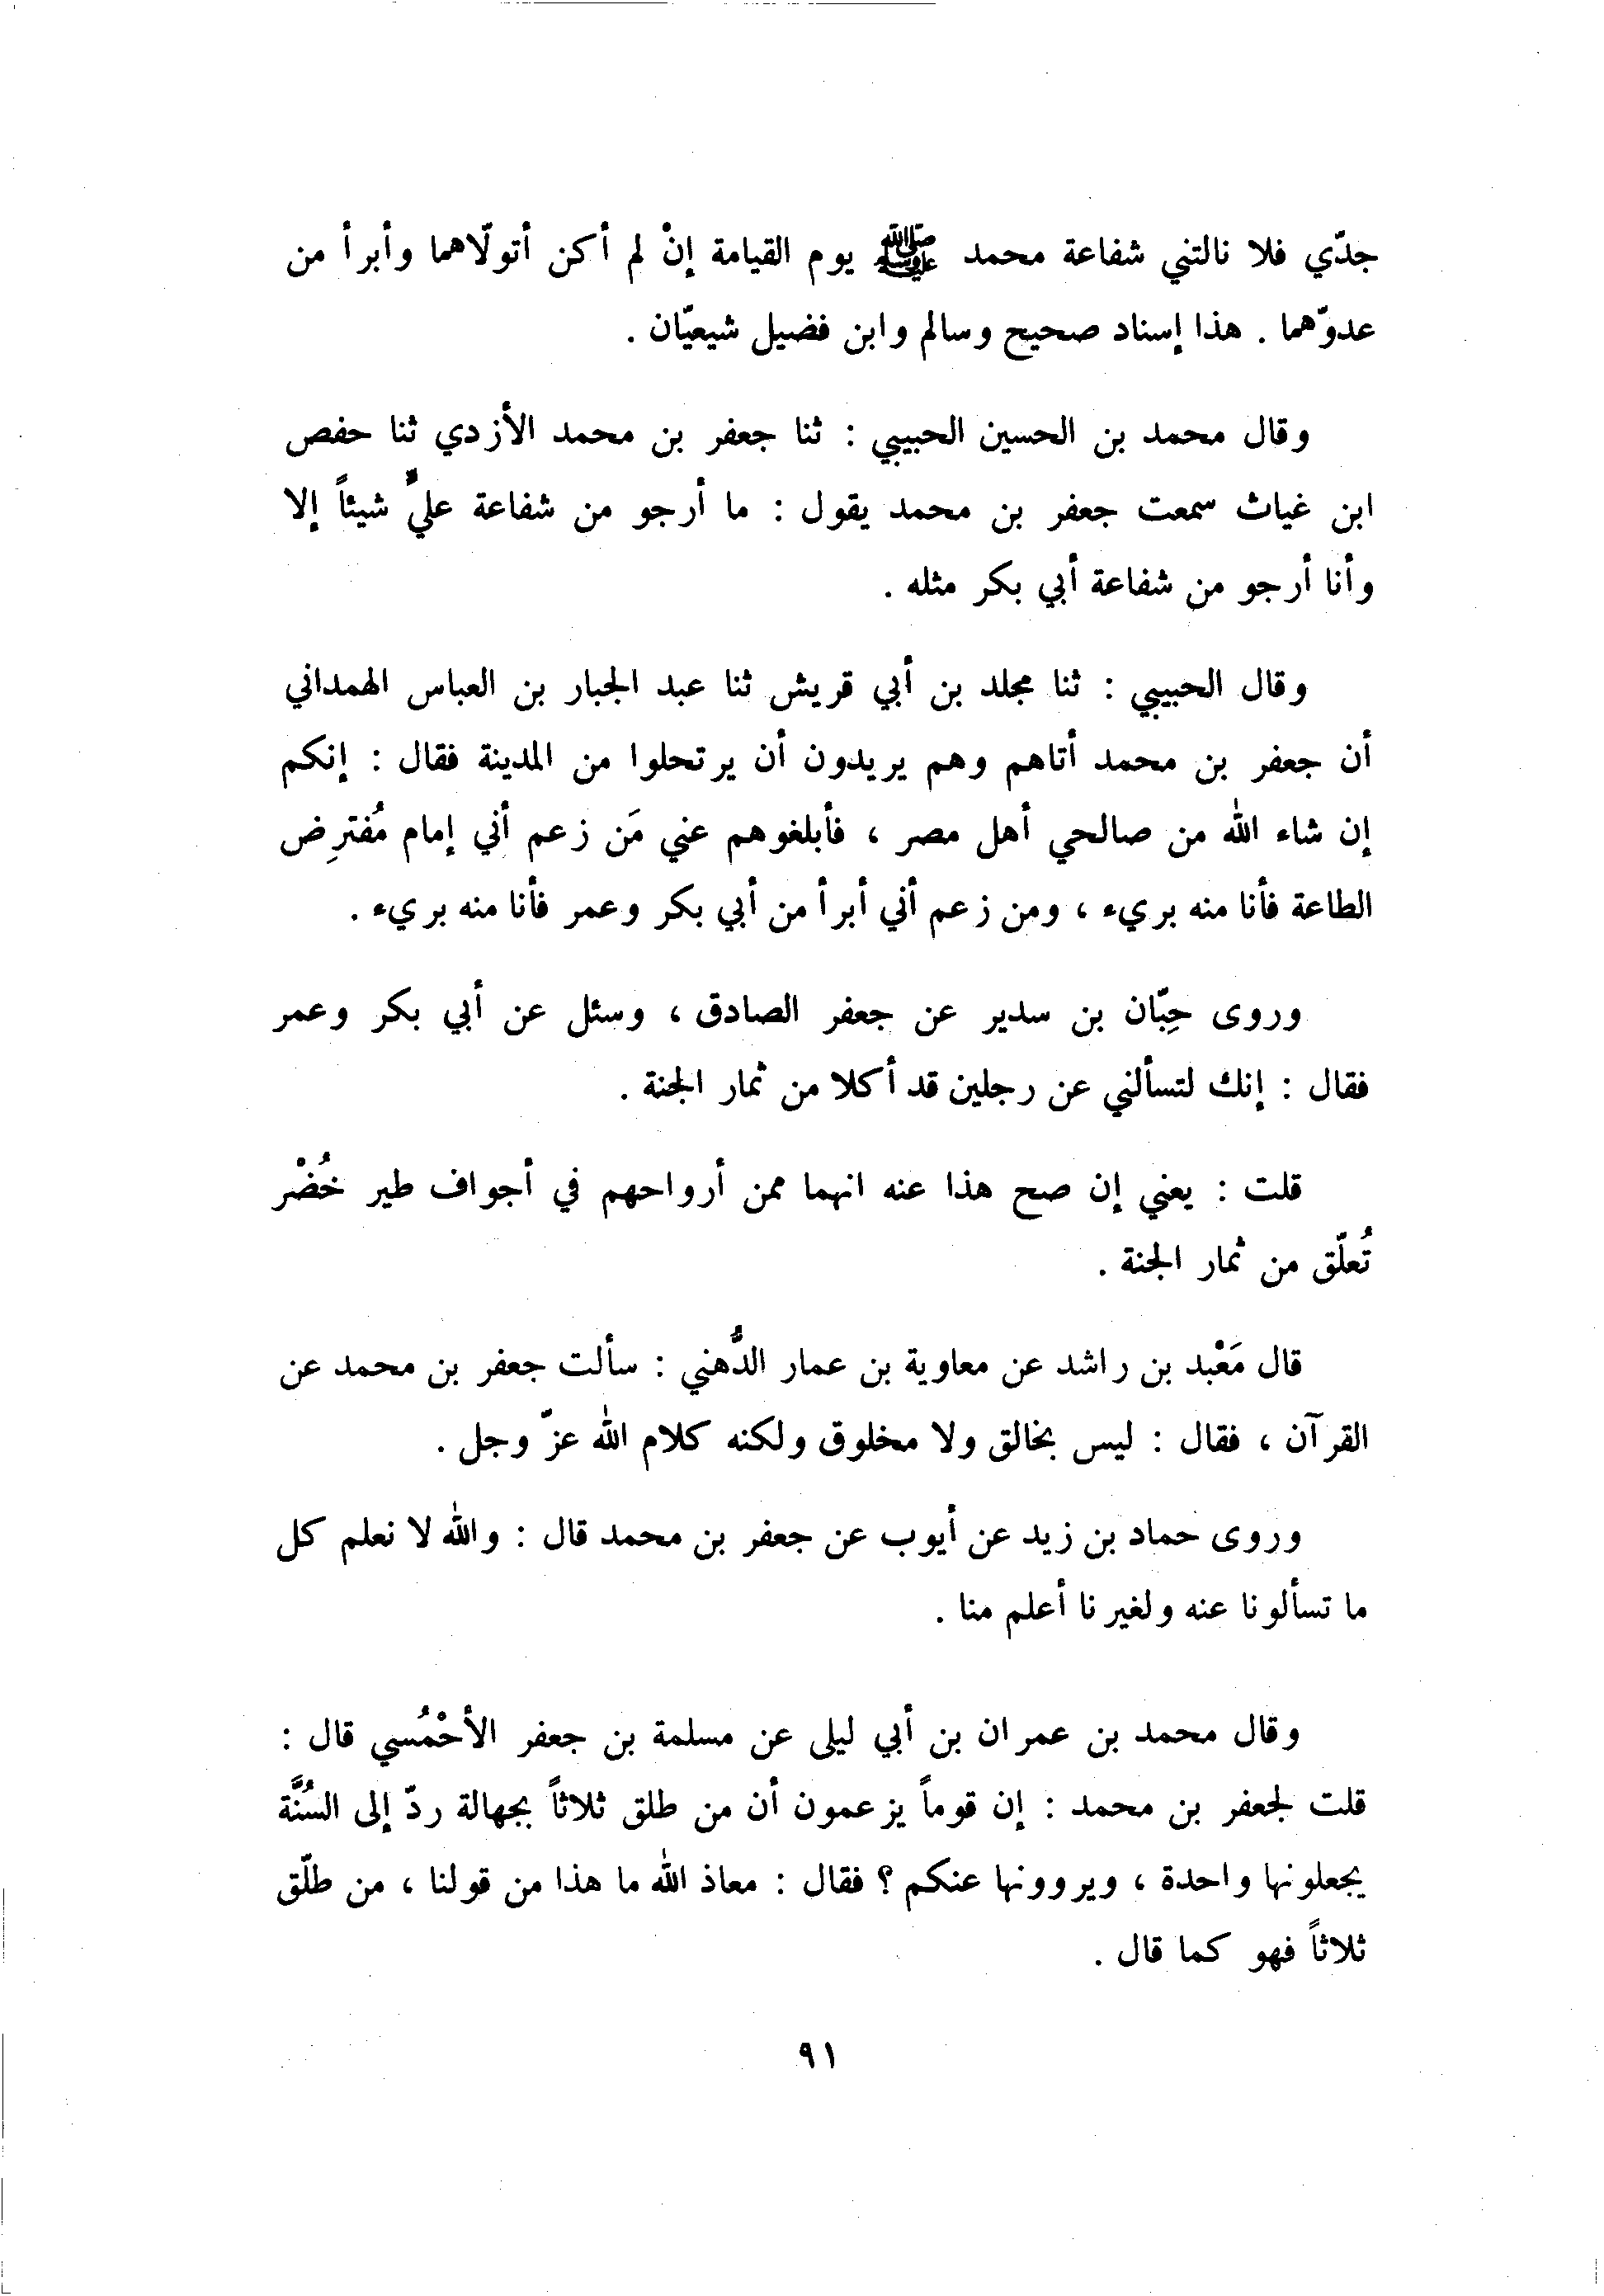 جدّي فلا نالتني شفاعة محمد ﷺ يوم القيامة إنْ لم أكن أتولّاهما وأبرأ من
عدوّهما . هذا إسناد صحيح وسالم وابن فضيل شيعيّان .
وقال محمد بن الحسين الحبيبي : ثنا جعفر بن محمد الأزدي ثنا حفص
ابن غياث سمعت جعفر بن محمد يقول : ما أرجو من شفاعة عليٍّ شيئاً إلا
وأنا أرجو من شفاعة أبي بكر مثله .
وقال الحبيبي : ثنا مجلد بن أبي قريش ثنا عبد الجبار بن العباس الهمداني
أن جعفر بن محمد أتاهم وهم يريدون أن يرتحلوا من المدينة فقال : إنكم
إن شاء الله من صالحي أهل مصر ، فأبلغوهم عني مَن زعم أني إمام مُفترِض
الطاعة فأنا منه بريء ، ومن زعم أني أبرأ من أبي بكر وعمر فأنا منه بريء .
وروى حِبّان بن سدير عن جعفر الصادق ، وسئل عن أبي بكر وعمر
فقال : إنك لتسألني عن رجلين قد أكلا من ثمار الجنة .
قلت : يعني إن صح هذا عنه انهما ممن أرواحهم في أجواف طير خُضْر
تُعلّق من ثمار الجنة .
قال مَعْبد بن راشد عن معاوية بن عمار الدُّهني : سألت جعفر بن محمد عن
القرآن ، فقال : ليس بخالق ولا مخلوق ولكنه كلام الله عزّ وجل .
وروى حماد بن زيد عن أيوب عن جعفر بن محمد قال : والله لا نعلم كل
ما تسألونا عنه ولغيرنا أعلم منا .
وقال محمد بن عمران بن أبي ليلى عن مسلمة بن جعفر الأحْمُسي قال :
قلت لجعفر بن محمد : إن قوماً يزعمون أن من طلق ثلاثاً بجهالة ردّ إلى السُنَّة
يجعلونها واحدة ، ويروونها عنكم ؟ فقال : معاذ الله ما هذا من قولنا ، من طلّق
ثلاثاً فهو كما قال .
٩١